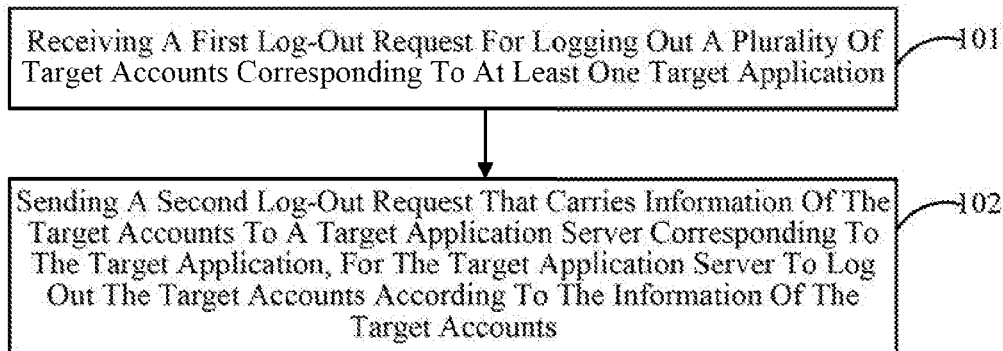 Receiving A First Log-Out Request For Logging Out A Plurality Of
Target Accounts Corresponding To At Least One Target Application
101
Sending A Second Log-Out Request That Carries Information Of The
Target Accounts To A Target Application Server Corresponding To
The Target Application, For The Target Application Server To Log
Out The Target Accounts According To The Information Of The
Target Accounts
102